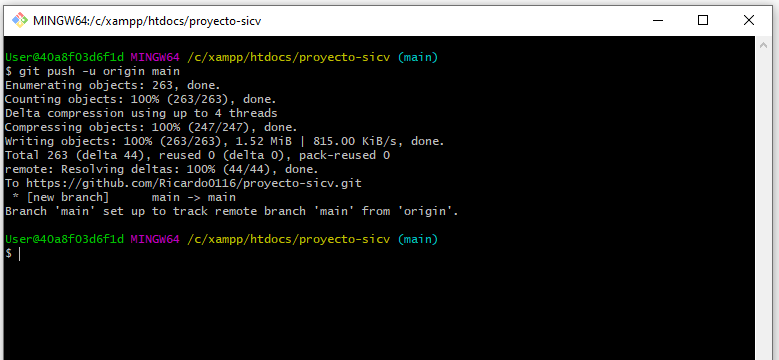 MINGW64:/c/xampp/htdocs/proyecto-sicv
User@40a8f03d6f1d MINGW64 /c/xampp/htdocs/proyecto-sicv (main)
$ git push -u origin main
Enumerating objects: 263, done.
Counting objects: 100% (263/263), done.
Delta compression using up to 4 threads
Compressing objects: 100% (247/247), done.
Writing objects: 100% (263/263), 1.52 MiB | 815.00 KiB/s, done.
Total 263 (delta 44), reused 0 (delta 0), pack-reused 0
remote: Resolving deltas: 100% (44/44), done.
To https://github.com/Ricardo0116/proyecto-sicv.git
 * [new branch]      main -> main
Branch 'main' set up to track remote branch 'main' from 'origin'.
User@40a8f03d6f1d MINGW64 /c/xampp/htdocs/proyecto-sicv (main)
$